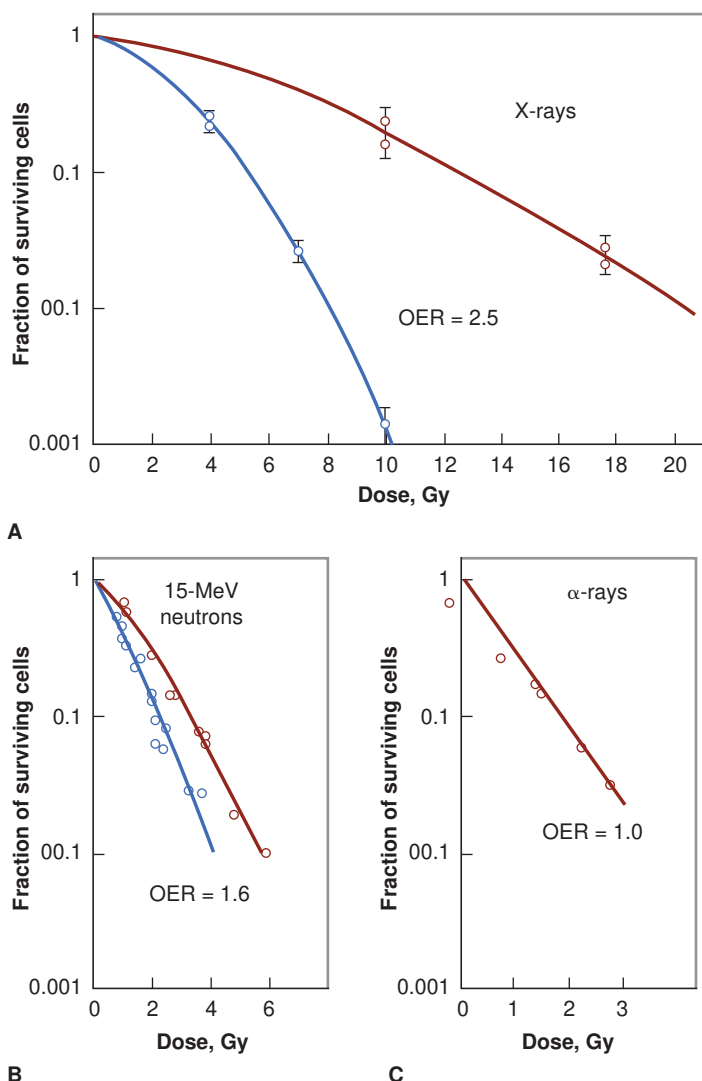 1
0.1
00.1
0.001
Fraction of surviving cells
X-rays
OER = 2.5
0 2 4 6 8 10 12 14 16 18 20
Dose, Gy
A
1
0.1
00.1
0.001
Fraction of surviving cells
15-MeV
neutrons
OER = 1.6
0 2 4 6
Dose, Gy
B
1
0.1
00.1
0.001
Fraction of surviving cells
α-rays
OER = 1.0
0 1 2 3
Dose, Gy
C